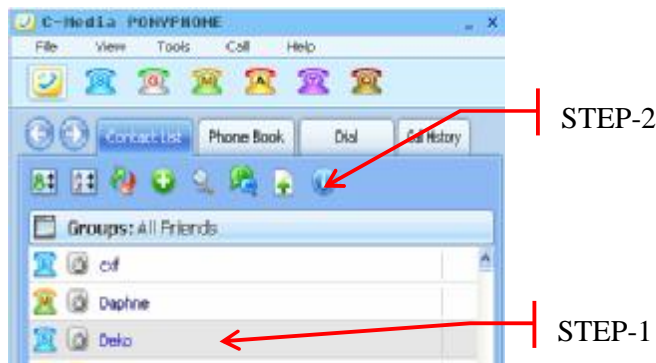 C-Media PONYPHONE
File View Tools Call Help
Contact List Phone Book Dial Call History
STEP-2
Groups: All Friends
cxf
Daphne
Deko
STEP-1